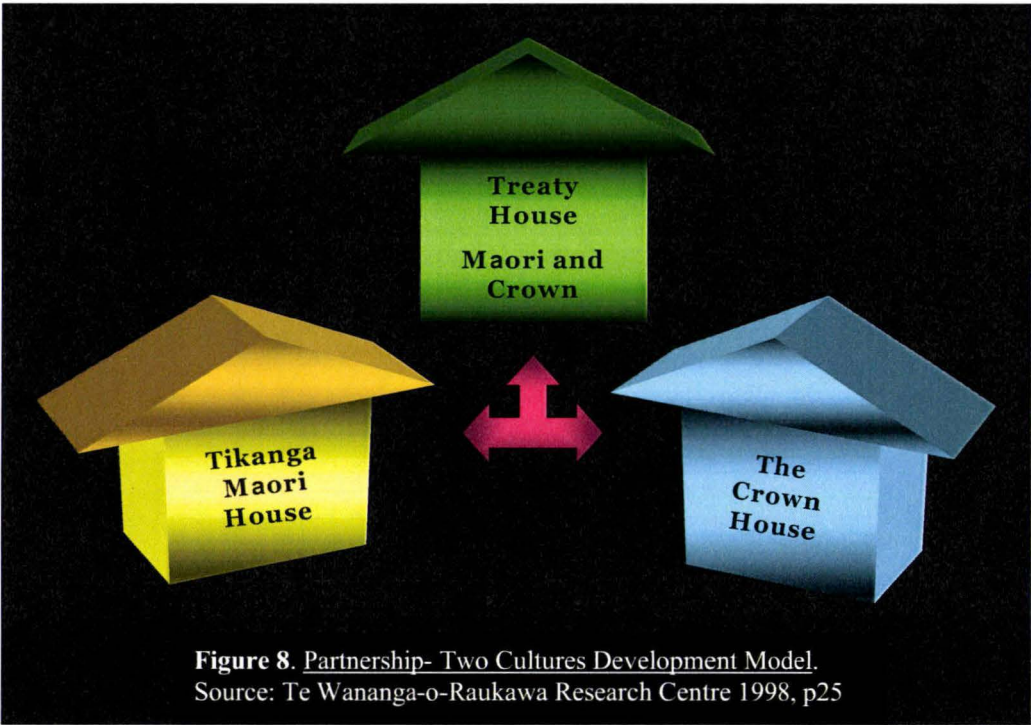 Treaty
House
Maori and
Crown
Tikanga
Maori
House
The
Crown
House
Figure 8. Partnership- Two Cultures Development Model.
Source: Te Wananga-o-Raukawa Research Centre 1998, p25